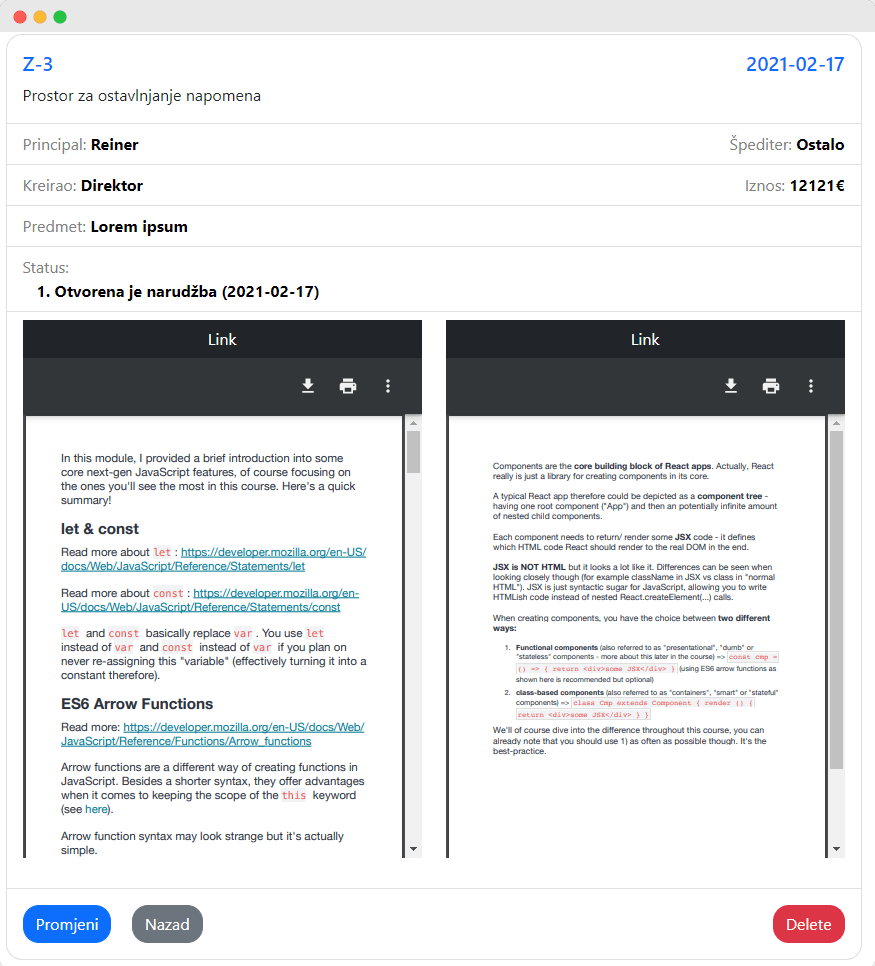 Z-3 2021-02-17
Prostor za ostavlnjanje napomena
Principal: Reiner Špediter: Ostalo
Kreirao: Direktor Iznos: 12121€
Predmet: Lorem ipsum
Status:
1. Otvorena je narudžba (2021-02-17)
Link
In this module, I provided a brief introduction into some
core next-gen JavaScript features, of course focusing on
the ones you'll see the most in this course. Here's a quick
summary!
let & const
Read more about let : https://developer.mozilla.org/en-US/
docs/Web/JavaScript/Reference/Statements/let
Read more about const : https://developer.mozilla.org/en-
US/docs/Web/JavaScript/Reference/Statements/const
let and const basically replace var . You use let
instead of var and const instead of var if you plan on
never re-assigning this "variable" (effectively turning it into a
constant therefore).
ES6 Arrow Functions
Read more: https://developer.mozilla.org/en-US/docs/Web/
JavaScript/Reference/Functions/Arrow_functions
Arrow functions are a different way of creating functions in
JavaScript. Besides a shorter syntax, they offer advantages
when it comes to keeping the scope of the this keyword
(see here).
Arrow function syntax may look strange but it's actually
simple.
Link
Components are the core building block of React apps. Actually, React
really is just a library for creating components in its core.
A typical React app therefore could be depicted as a component tree -
having one root component ("App") and then an potentially infinite amount
of nested child components.
Each component needs to return/ render some JSX code - it defines
which HTML code React should render to the real DOM in the end.
JSX is NOT HTML but it looks a lot like it. Differences can be seen when
looking closely though (for example className in JSX vs class in "normal
HTML"). JSX is just syntactic sugar for JavaScript, allowing you to write
HTMLish code instead of nested React.createElement(...) calls.
When creating components, you have the choice between two different
ways:
1. Functional components (also referred to as "presentational", "dumb" or
"stateless" components - more about this later in the course) => const cmp =
() => { return <div>some JSX</div> } (using ES6 arrow functions as
shown here is recommended but optional)
2. class-based components (also referred to as "containers", "smart" or "stateful"
components) => class Cmp extends Component { render () {
return <div>some JSX</div> } }
We'll of course dive into the difference throughout this course, you can
already note that you should use 1) as often as possible though. It's the
best-practice.
Promjeni Nazad Delete